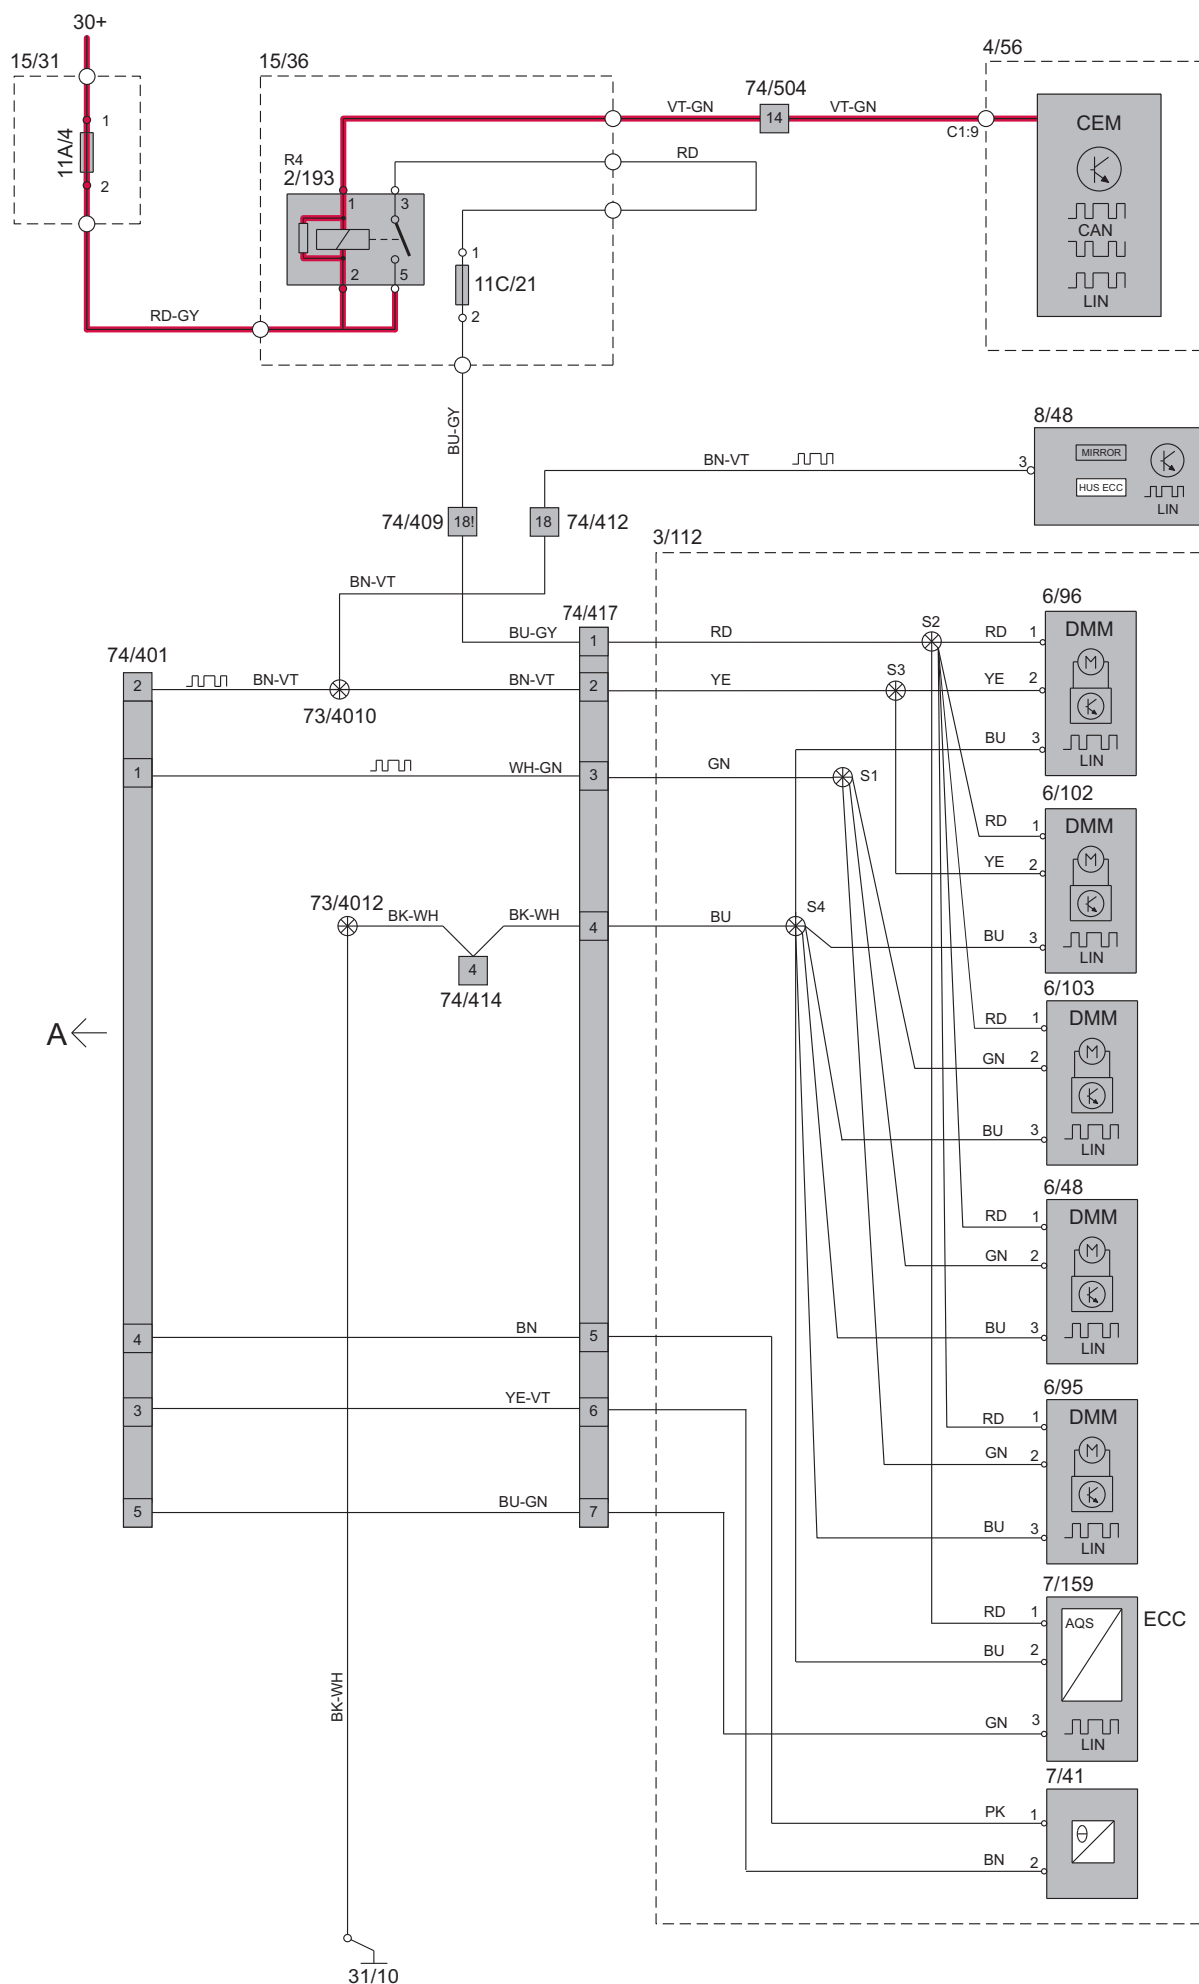 30+
15/31
15/36
4/56
74/504
VT-GN
14
VT-GN
C1:9
CEM
CAN
LIN
1
11A/4
2
RD
R4
2/193
1
3
2
5
1
11C/21
2
RD-GY
BU-GY
8/48
BN-VT
3
MIRROR
HUS ECC
LIN
74/409
18!
18
74/412
3/112
BN-VT
74/417
6/96
74/401
BU-GY
1
RD
S2
RD
1
DMM
M
2
BN-VT
BN-VT
2
YE
S3
YE
2
73/4010
BU
3
LIN
1
WH-GN
3
GN
S1
6/102
RD
1
DMM
M
YE
2
73/4012
BK-WH
BK-WH
4
BU
S4
BU
3
LIN
4
74/414
6/103
A
RD
1
DMM
M
GN
2
BU
3
LIN
6/48
RD
1
DMM
M
GN
2
BU
3
LIN
4
BN
5
6/95
3
YE-VT
6
RD
1
DMM
M
GN
2
5
BU-GN
7
BU
3
LIN
7/159
RD
1
AQS
ECC
BU
2
BK-WH
GN
3
LIN
7/41
PK
1
θ
BN
2
31/10